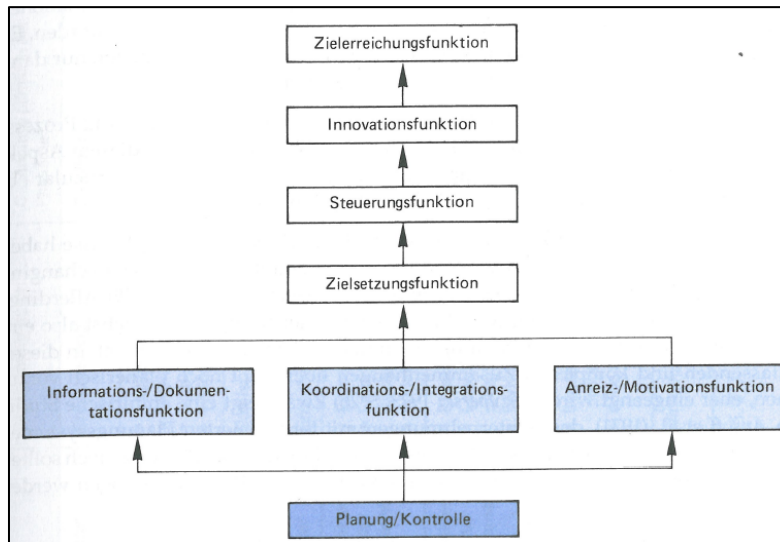 Zielerreichungsfunktion
Innovationsfunktion
Steuerungsfunktion
Zielsetzungsfunktion
Informations-/Dokumen-
tationsfunktion
Koordinations-/Integrations-
funktion
Anreiz-/Motivationsfunktion
Planung/Kontrolle